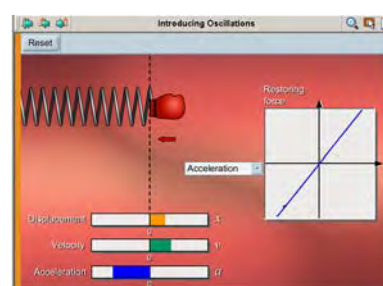 Introducing Oscillations
Reset
Restoring
force
Acceleration
Displacement
x
0
Velocity
v
0
Acceleration
a
0